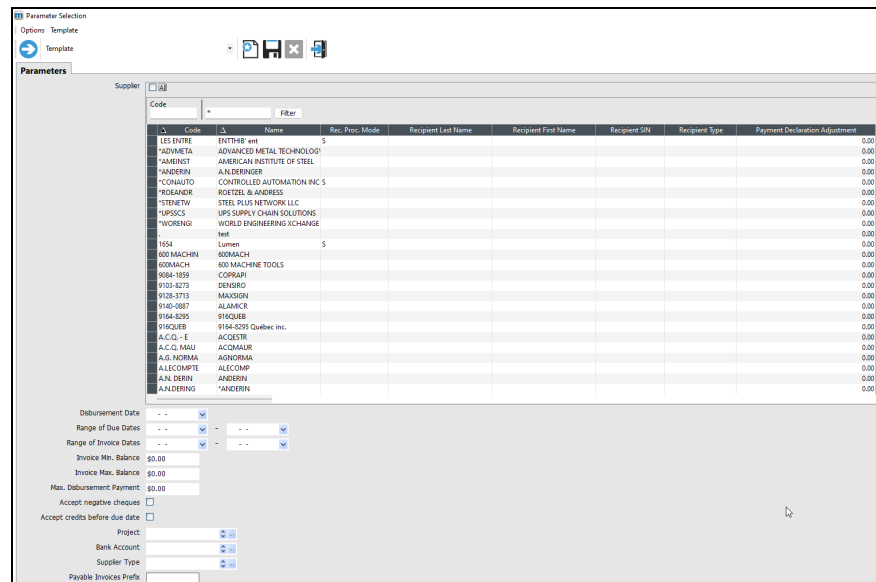 Parameter Selection
Options Template
Template
Parameters
Supplier All
Code
* Filter
Code Name Rec. Proc. Mode Recipient Last Name Recipient First Name Recipient SIN Recipient Type Payment Declaration Adjustment
LES ENTRE ENTTHIB' ent S 0.00
*ADVMETA ADVANCED METAL TECHNOLOGY 0.00
*AMEINST AMERICAN INSTITUTE OF STEEL 0.00
*ANDERIN A.N.DERINGER 0.00
*CONAUTO CONTROLLED AUTOMATION INC S 0.00
*ROEANDR ROETZEL & ANDRESS 0.00
*STENETW STEEL PLUS NETWORK LLC 0.00
*UPSSCS UPS SUPPLY CHAIN SOLUTIONS 0.00
*WORENGI WORLD ENGINEERING XCHANGE 0.00
. test 0.00
1654 Lumen S 0.00
600 MACHIN 600MACH 0.00
600MACH 600 MACHINE TOOLS 0.00
9084-1859 COPRAPI 0.00
9103-8273 DENSIRO 0.00
9128-3713 MAXSIGN 0.00
9140-0887 ALAMICR 0.00
9164-8295 916QUEB 0.00
916QUEB 9164-8295 Québec inc. 0.00
A.C.Q. - E ACQESTR 0.00
A.C.Q. MAU ACQMAUR 0.00
A.G. NORMA AGNORMA 0.00
A.LECOMPTE ALECOMP 0.00
A.N. DERIN ANDERIN 0.00
A.N.DERING *ANDERIN 0.00
Disbursement Date - -
Range of Due Dates - - - - -
Range of Invoice Dates - - - - -
Invoice Min. Balance $0.00
Invoice Max. Balance $0.00
Max. Disbursement Payment $0.00
Accept negative cheques
Accept credits before due date
Project ...
Bank Account ...
Supplier Type ...
Payable Invoices Prefix